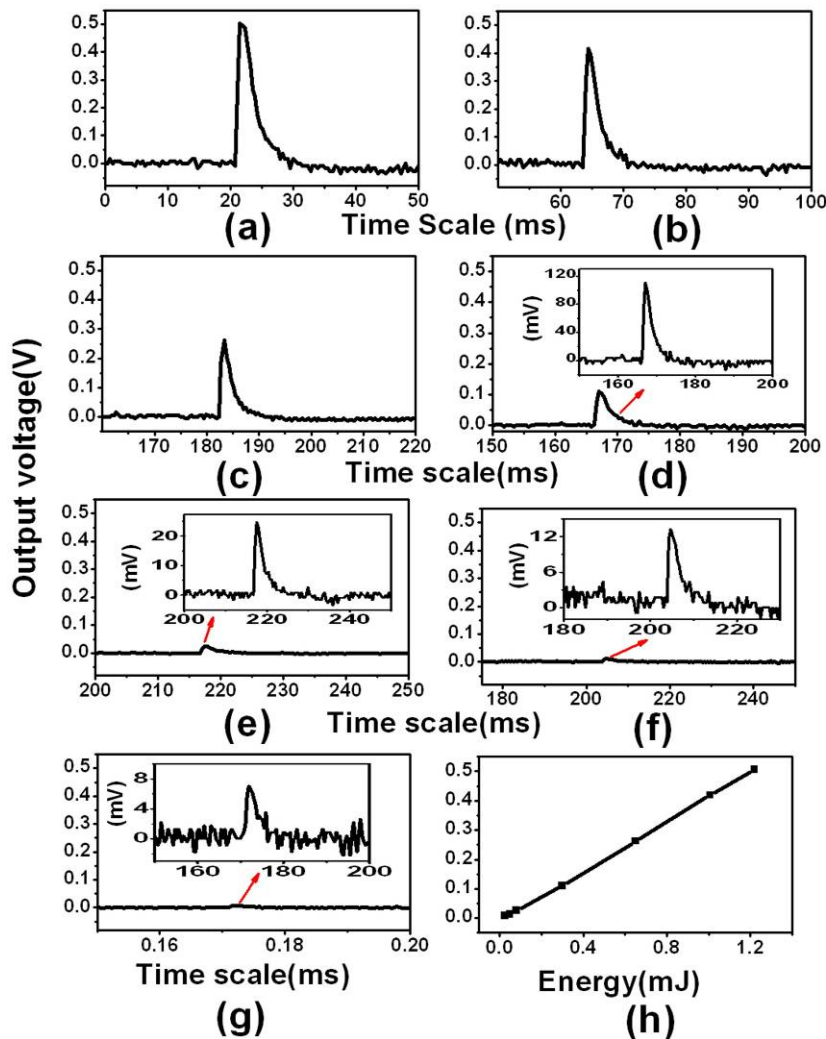 Output voltage(V)
0.5
0.4
0.3
0.2
0.1
0.0
0 10 20 30 40 50
(a)
0.5
0.4
0.3
0.2
0.1
0.0
60 70 80 90 100
(b)
Time Scale (ms)
0.5
0.4
0.3
0.2
0.1
0.0
170 180 190 200 210 220
(c)
0.5
0.4
0.3
0.2
0.1
0.0
150 160 170 180 190 200
(mV)
120
80
40
0
160 180 200
(d)
Time scale(ms)
0.5
0.4
0.3
0.2
0.1
0.0
200 210 220 230 240 250
(mV)
20
0
200 220 240
(e)
0.5
0.4
0.3
0.2
0.1
0.0
180 200 220 240
(mV)
12
6
0
180 200 220
(f)
Time scale(ms)
0.5
0.4
0.3
0.2
0.1
0.0
0.16 0.18 0.20
(mV)
8
4
0
160 180 200
Time scale(ms)
(g)
0.5
0.4
0.3
0.2
0.1
0.0
0.0 0.4 0.8 1.2
Energy(mJ)
(h)